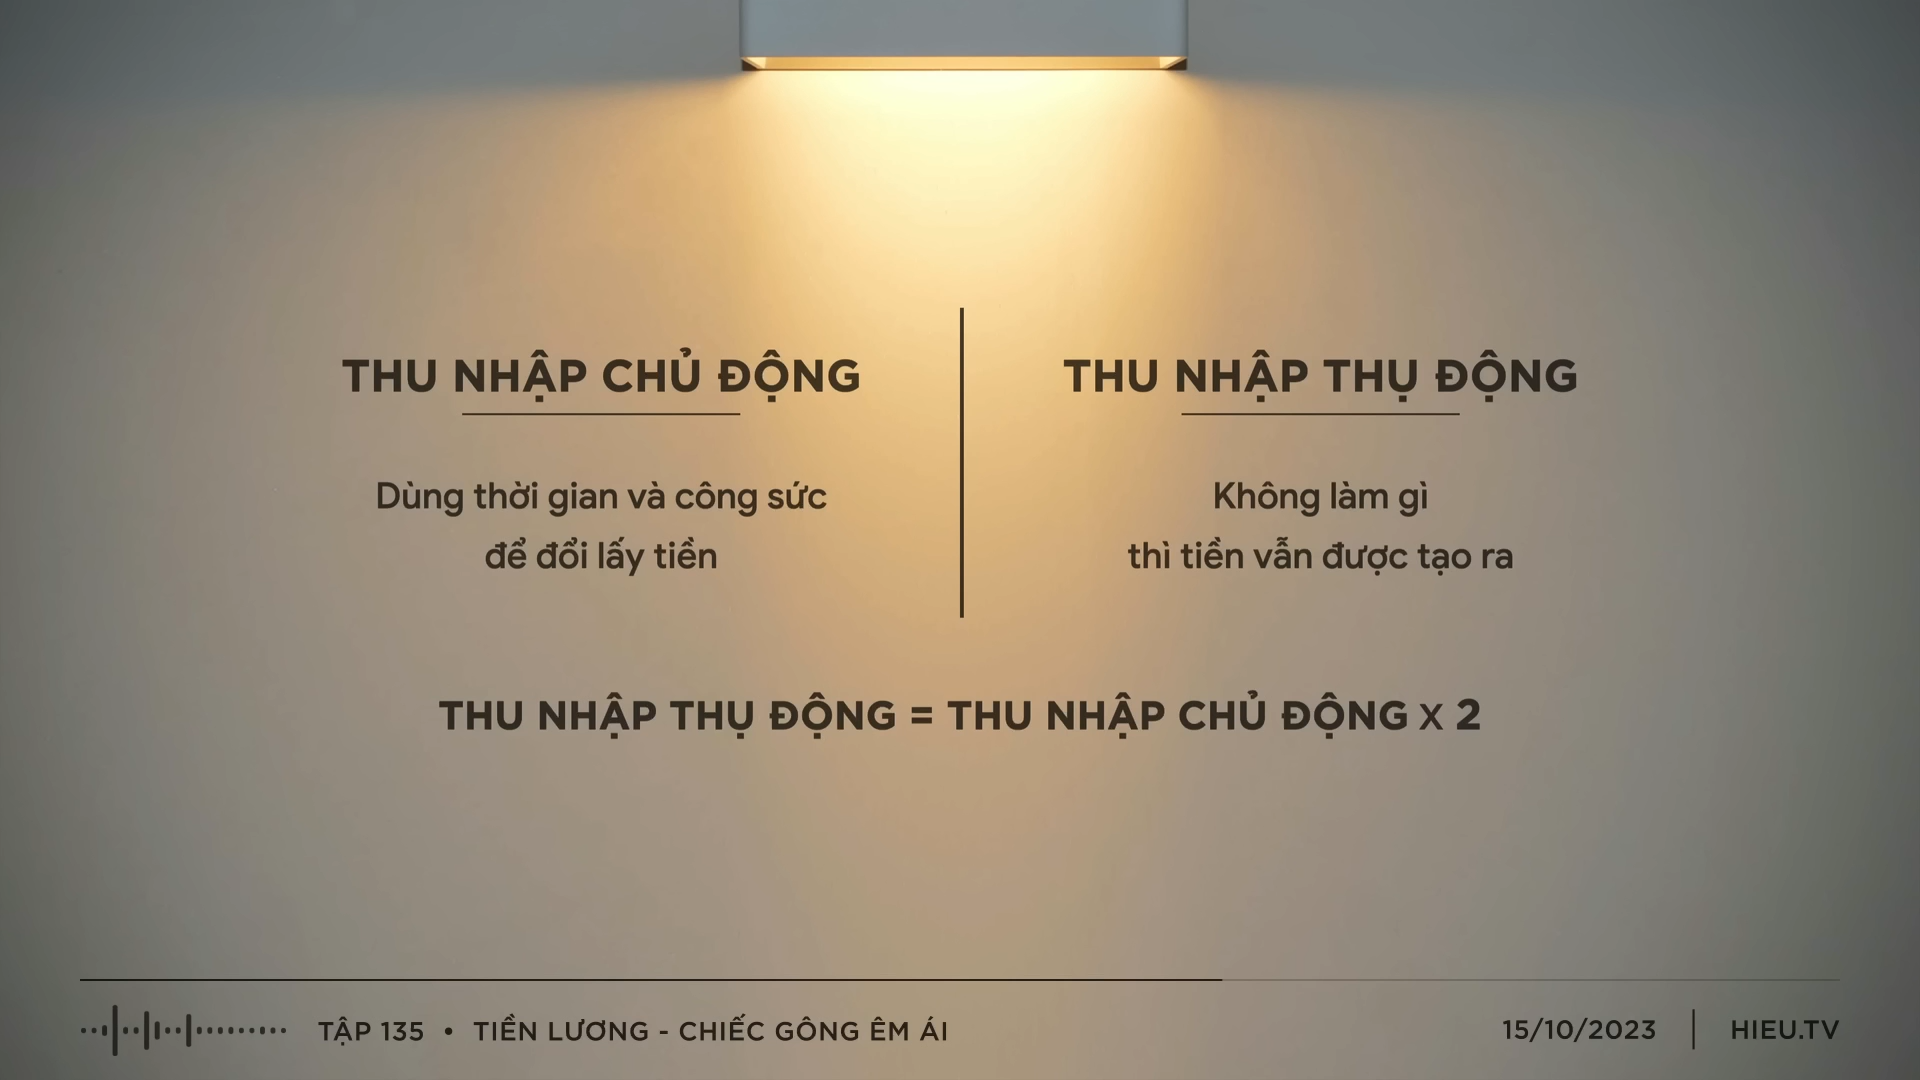 THU NHẬP CHỦ ĐỘNG
Dùng thời gian và công sức
để đổi lấy tiền
THU NHẬP THỤ ĐỘNG
Không làm gì
thì tiền vẫn được tạo ra
THU NHẬP THỤ ĐỘNG = THU NHẬP CHỦ ĐỘNG X 2
TẬP 135 • TIỀN LƯƠNG - CHIẾC GÔNG ÊM ÁI
15/10/2023 | HIEU.TV